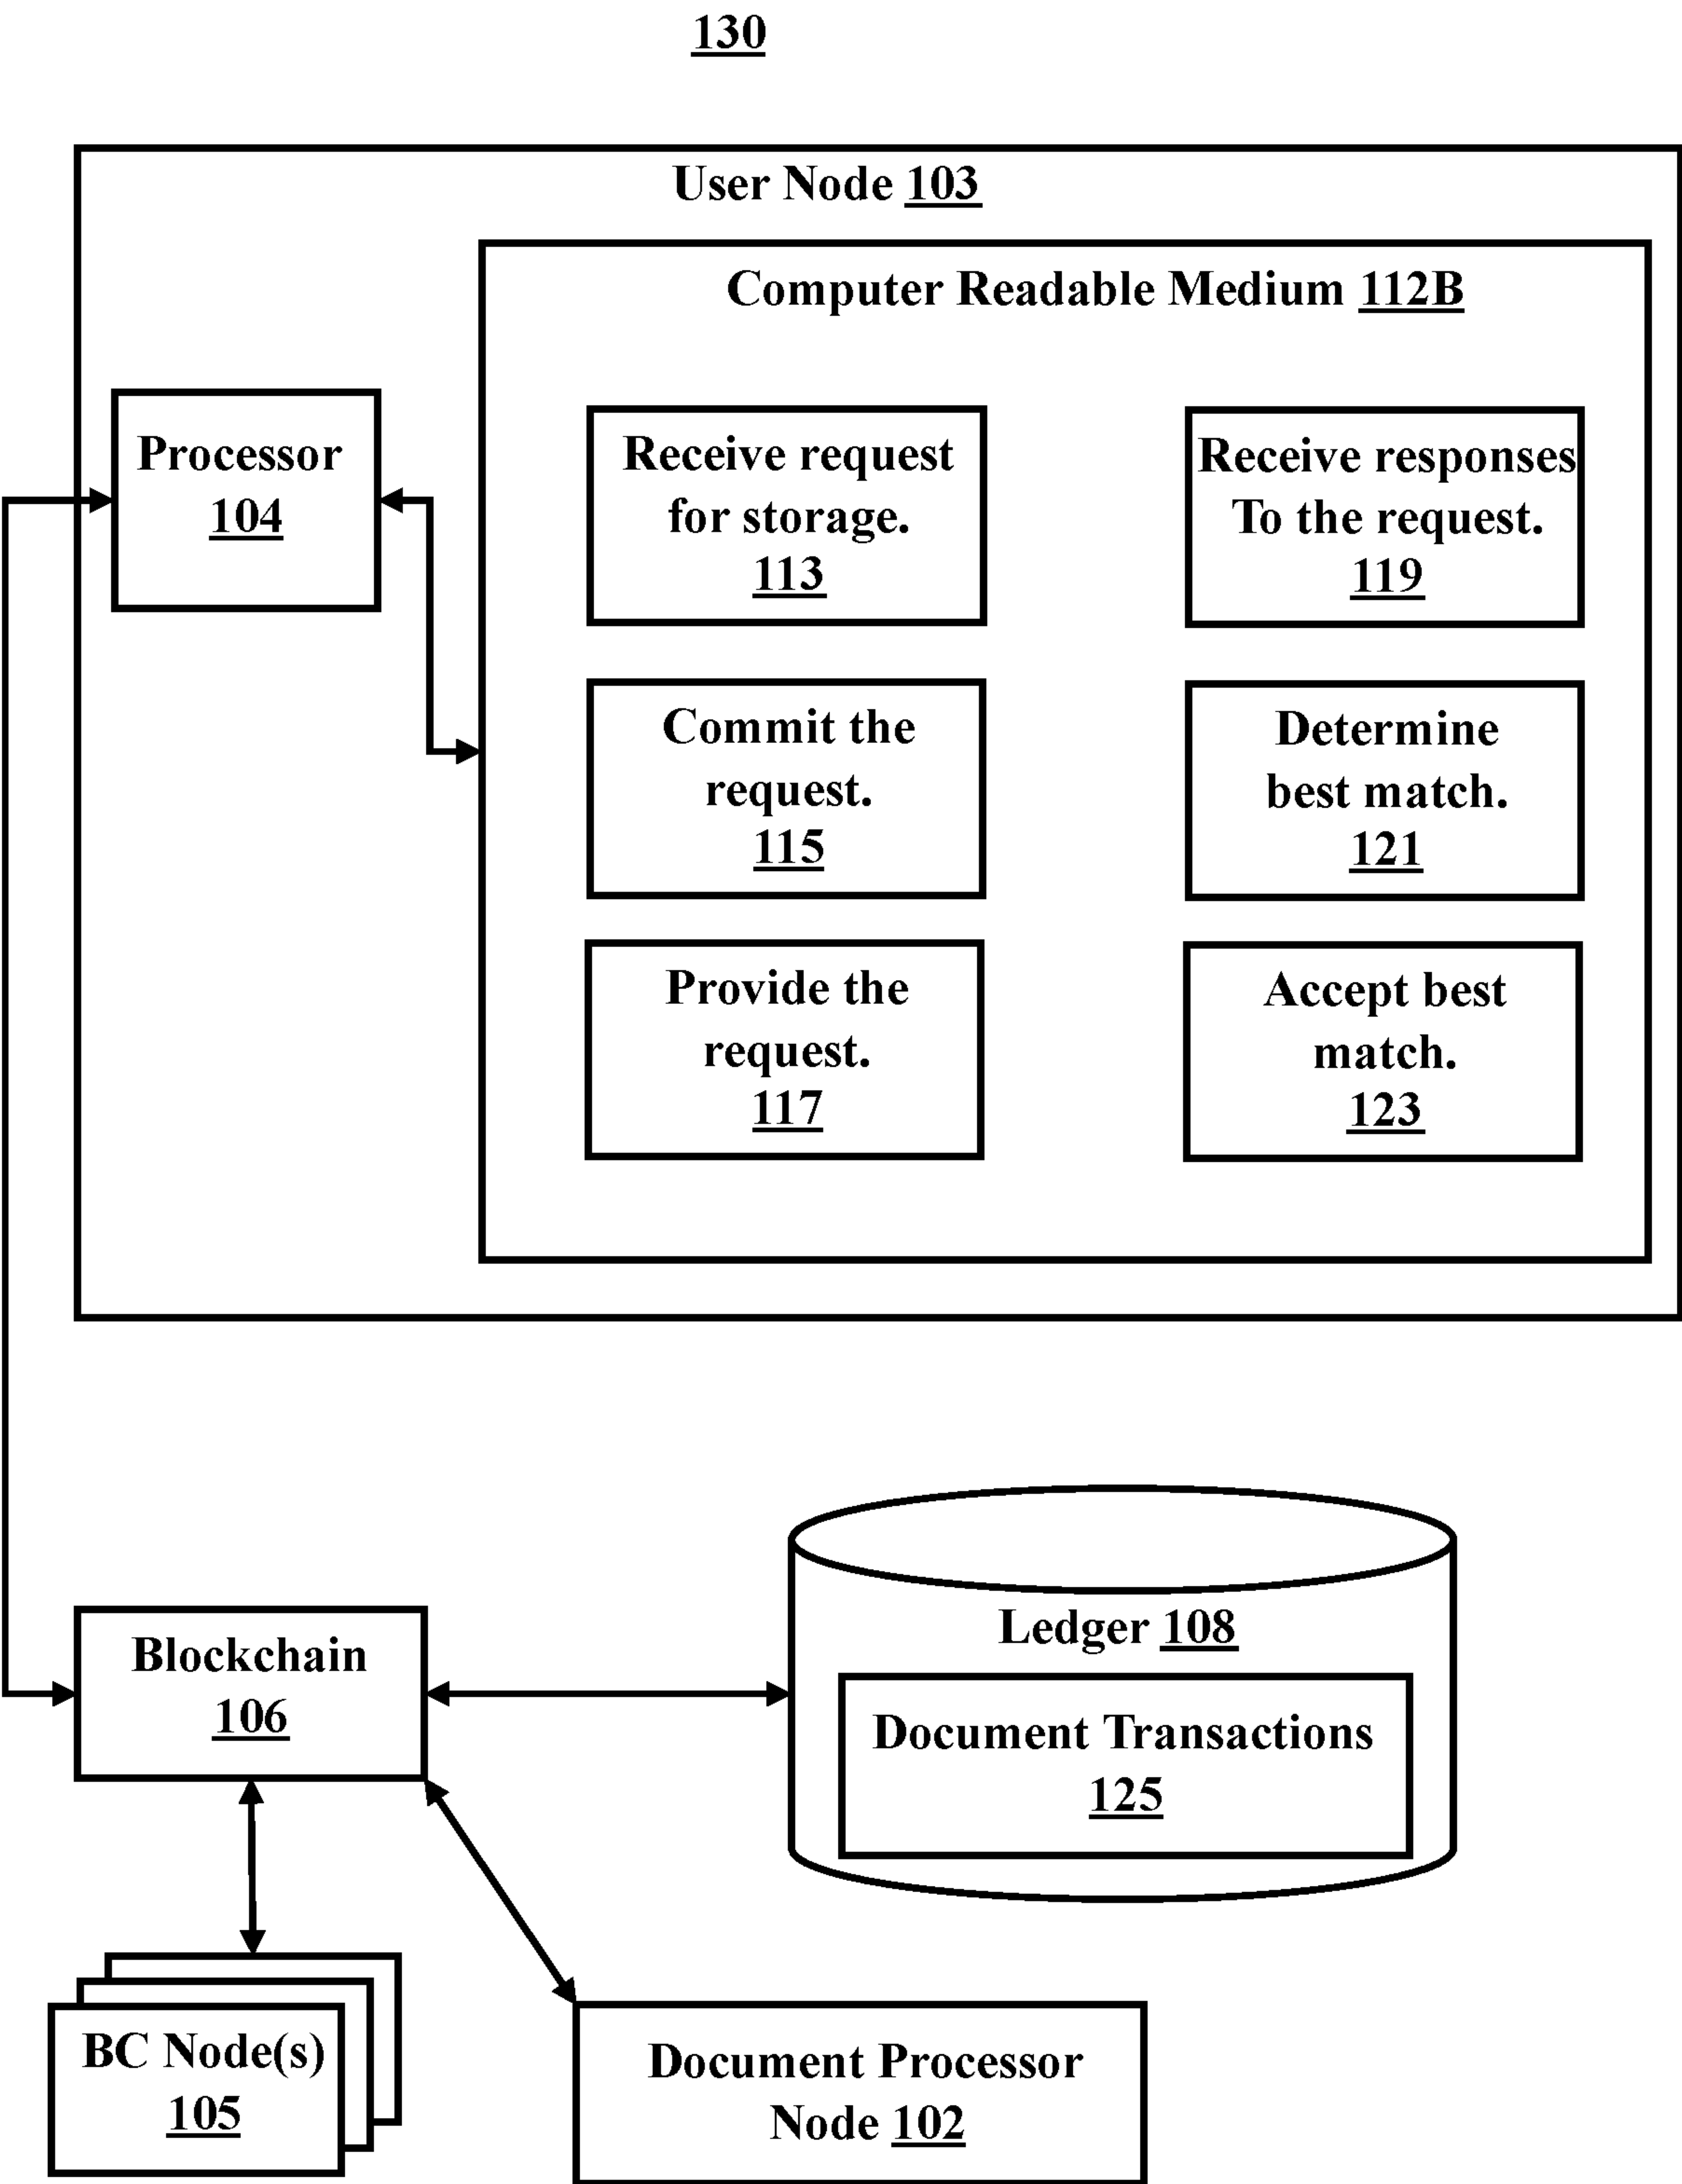 130
User Node 103
Computer Readable Medium 112B
Processor
104
Receive request
for storage.
113
Receive responses
To the request.
119
Commit the
request.
115
Determine
best match.
121
Provide the
request.
117
Accept best
match.
123
Ledger 108
Document Transactions
125
Blockchain
106
BC Node(s)
105
Document Processor
Node 102